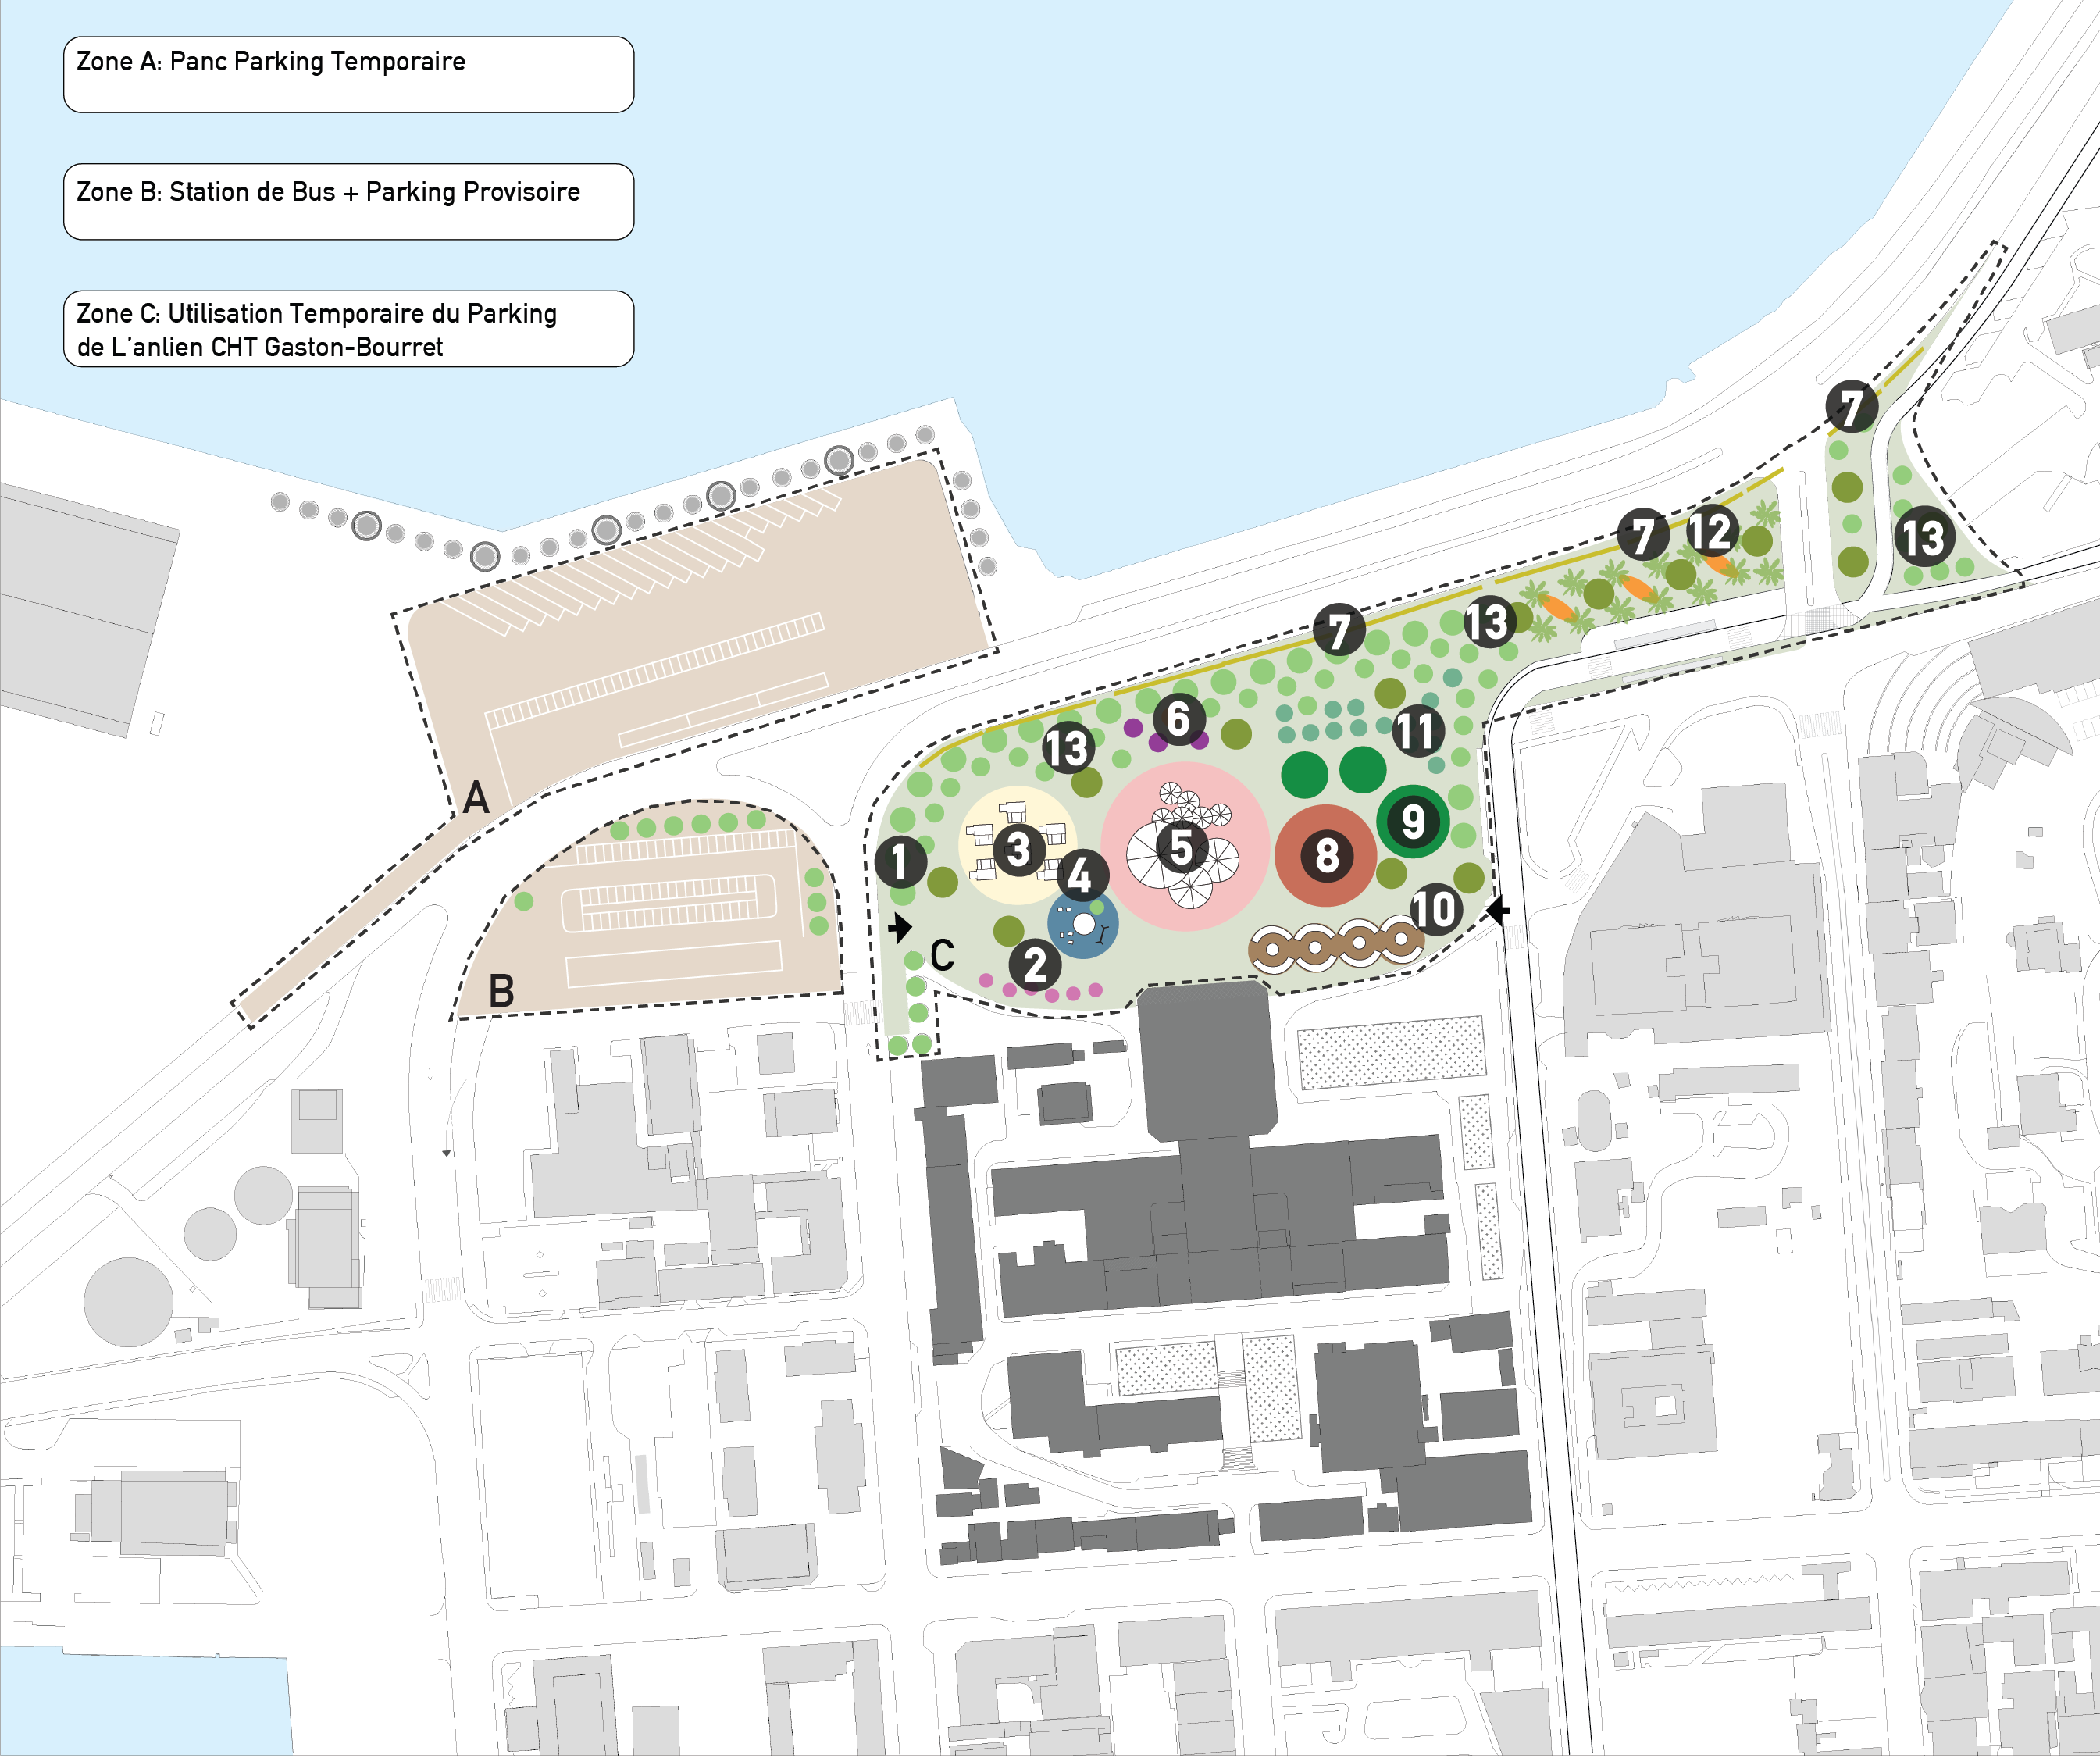 Zone A: Panc Parking Temporaire
Zone B: Station de Bus + Parking Provisoire
Zone C: Utilisation Temporaire du Parking
de L'anlien CHT Gaston-Bourret
7
7
12
13
13
7
6
13
11
A
1
3
4
5
8
9
10
2
C
B